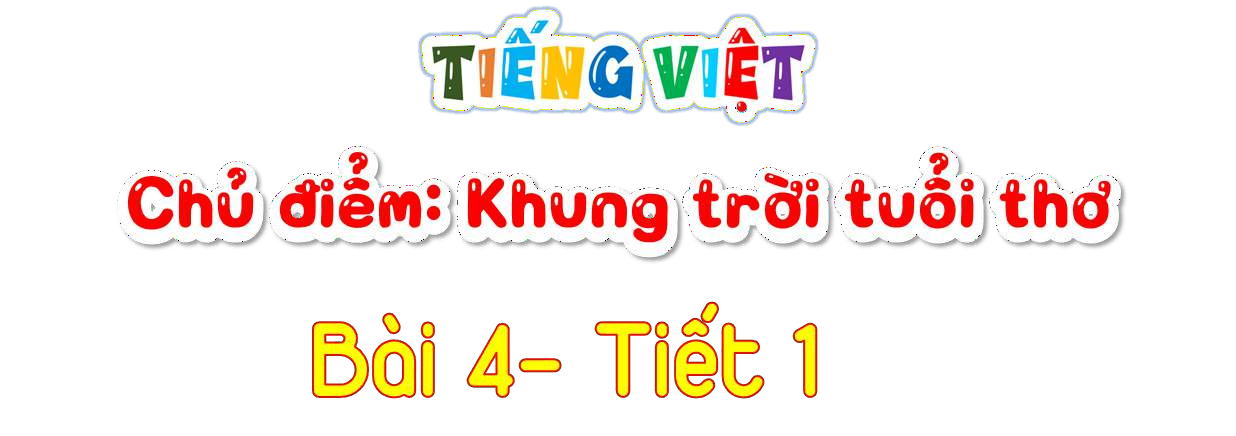 TIẾNG VIỆT
Chủ điểm: Khung trời tuổi thơ
Bài 4- Tiết 1